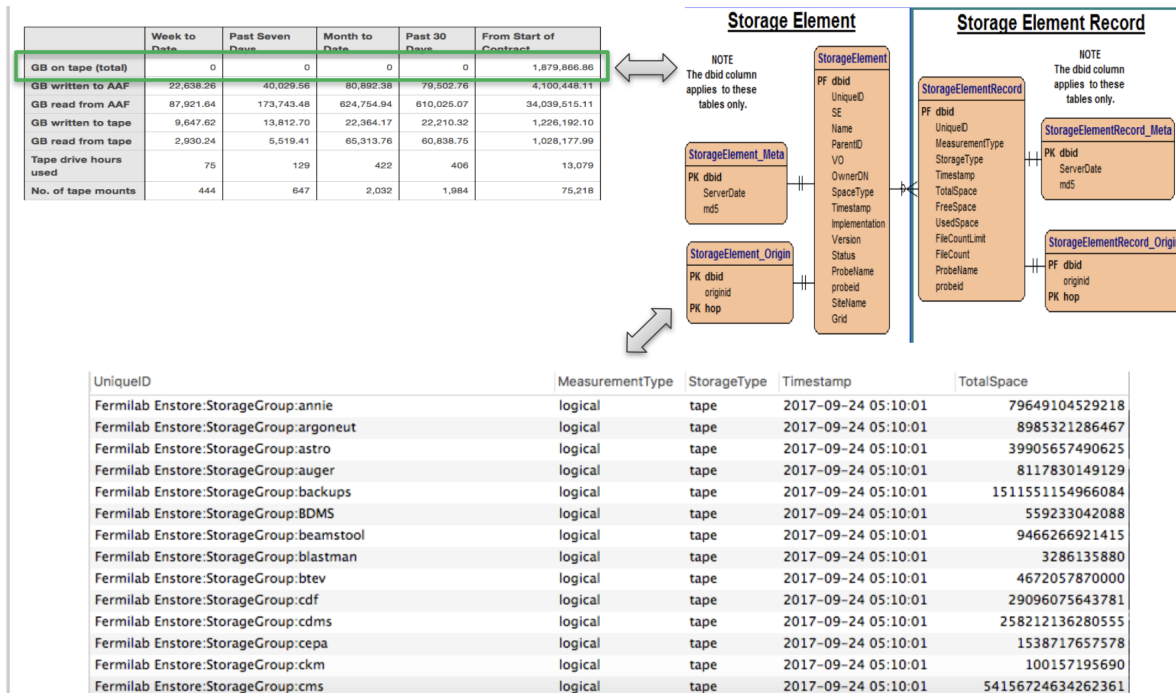 Week to Date Past Seven Days Month to Date Past 30 Days From Start of Contract
GB on tape (total) 0 0 0 0 1,879,866.86
GB written to AAF 22,638.26 40,029.56 80,892.38 79,502.76 4,100,448.11
GB read from AAF 87,921.64 173,743.48 624,754.94 610,025.07 34,039,515.11
GB written to tape 9,647.62 13,812.70 22,364.17 22,210.32 1,226,192.10
GB read from tape 2,930.24 5,519.41 65,313.76 60,838.75 1,028,177.99
Tape drive hours used 75 129 422 406 13,079
No. of tape mounts 444 647 2,032 1,984 75,218
Storage Element
NOTE
The dbid column
applies to these
tables only.
StorageElement_Meta
PK dbid
ServerDate
md5
StorageElement_Origin
PK dbid
originid
PK hop
StorageElement
PF dbid
UniqueID
SE
Name
ParentID
VO
OwnerDN
SpaceType
Timestamp
Implementation
Version
Status
ProbeName
probeid
SiteName
Grid
Storage Element Record
NOTE
The dbid column
applies to these
tables only.
StorageElementRecord
PF dbid
UniqueID
MeasurementType
StorageType
Timestamp
TotalSpace
FreeSpace
UsedSpace
FileCountLimit
FileCount
ProbeName
probeid
StorageElementRecord_Meta
PK dbid
ServerDate
md5
StorageElementRecord_Origi
PF dbid
originid
PK hop
UniqueID MeasurementType StorageType Timestamp TotalSpace
Fermilab Enstore:StorageGroup:annie logical tape 2017-09-24 05:10:01 79649104529218
Fermilab Enstore:StorageGroup:argoneut logical tape 2017-09-24 05:10:01 8985321286467
Fermilab Enstore:StorageGroup:astro logical tape 2017-09-24 05:10:01 39905657490625
Fermilab Enstore:StorageGroup:auger logical tape 2017-09-24 05:10:01 8117830149129
Fermilab Enstore:StorageGroup:backups logical tape 2017-09-24 05:10:01 1511551154966084
Fermilab Enstore:StorageGroup:BDMS logical tape 2017-09-24 05:10:01 559233042088
Fermilab Enstore:StorageGroup:beamstool logical tape 2017-09-24 05:10:01 9466266921415
Fermilab Enstore:StorageGroup:blastman logical tape 2017-09-24 05:10:01 3286135880
Fermilab Enstore:StorageGroup:btev logical tape 2017-09-24 05:10:01 4672057870000
Fermilab Enstore:StorageGroup:cdf logical tape 2017-09-24 05:10:01 29096075643781
Fermilab Enstore:StorageGroup:cdms logical tape 2017-09-24 05:10:01 258212136280555
Fermilab Enstore:StorageGroup:cepa logical tape 2017-09-24 05:10:01 1538717657578
Fermilab Enstore:StorageGroup:ckm logical tape 2017-09-24 05:10:01 100157195690
Fermilab Enstore:StorageGroup:cms logical tape 2017-09-24 05:10:01 54156724634262361